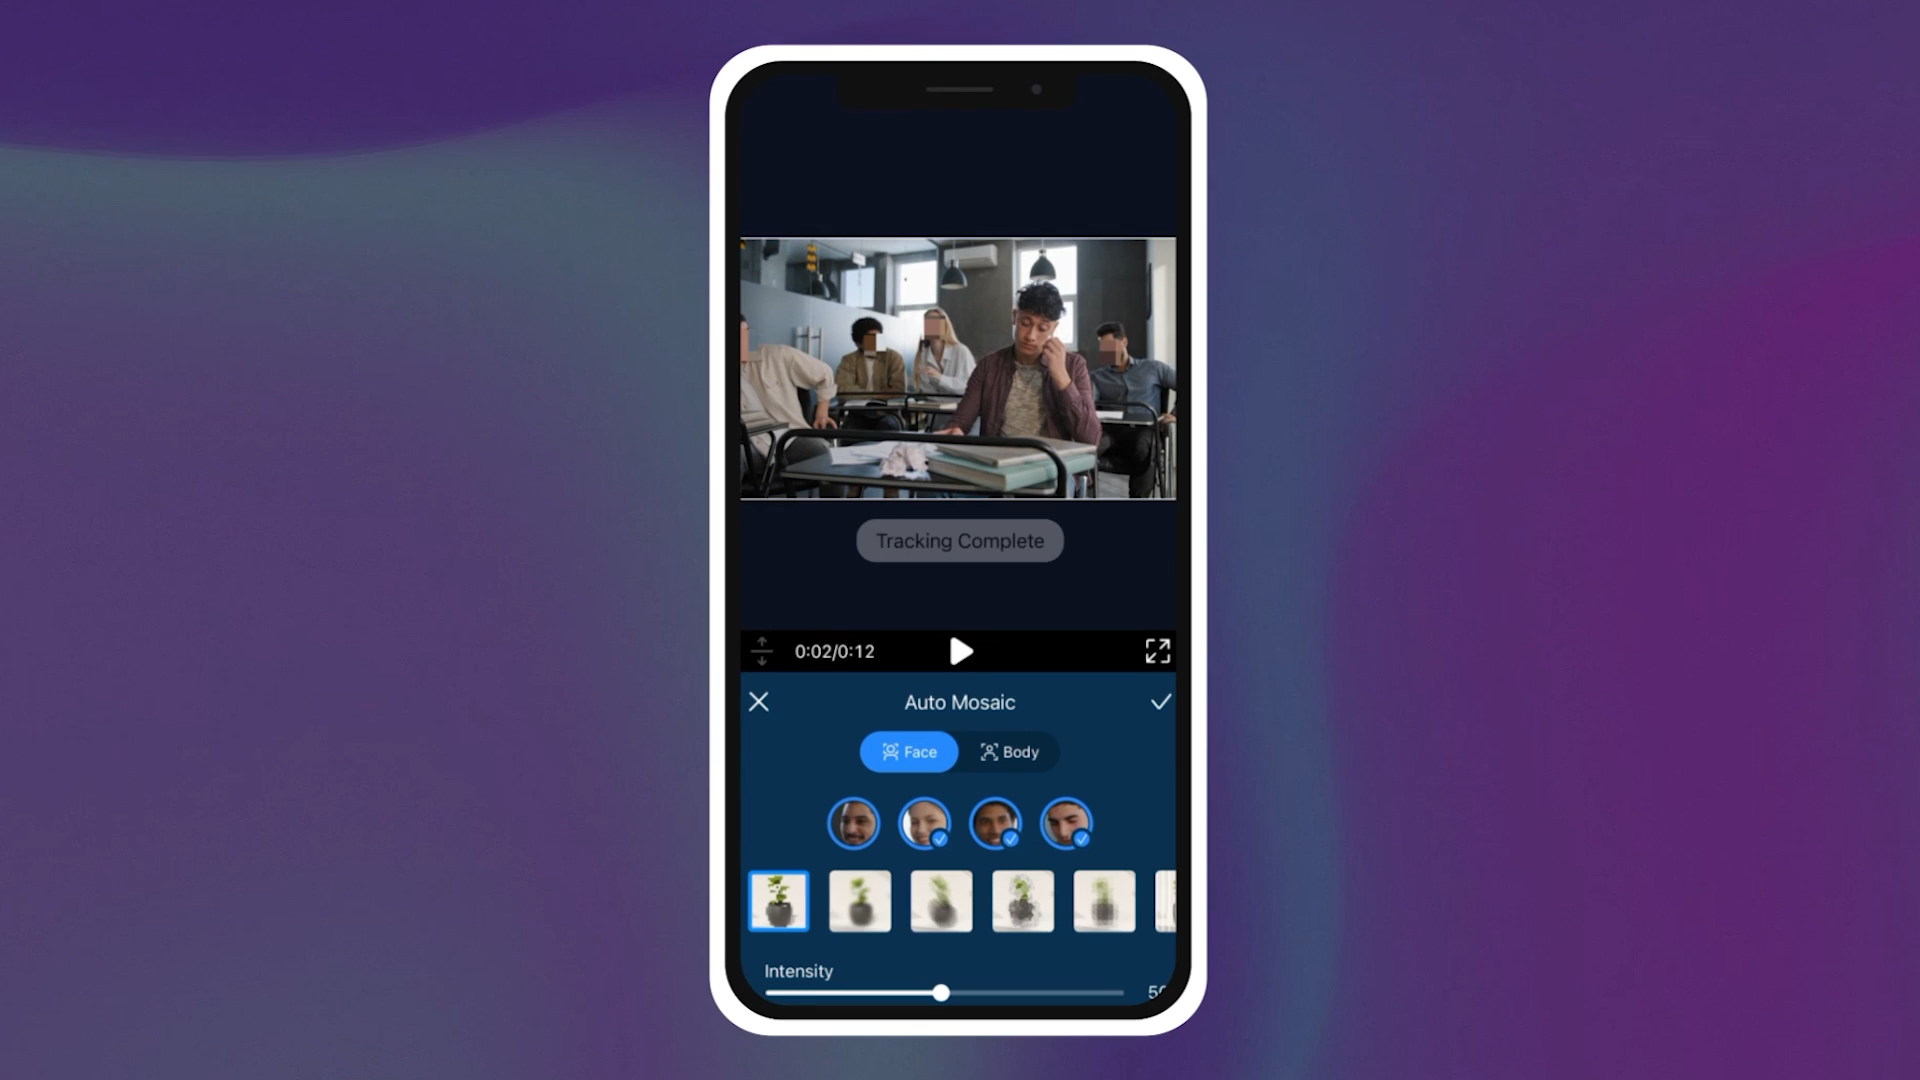 Tracking Complete
0:02/0:12
Auto Mosaic
Face
Body
Intensity